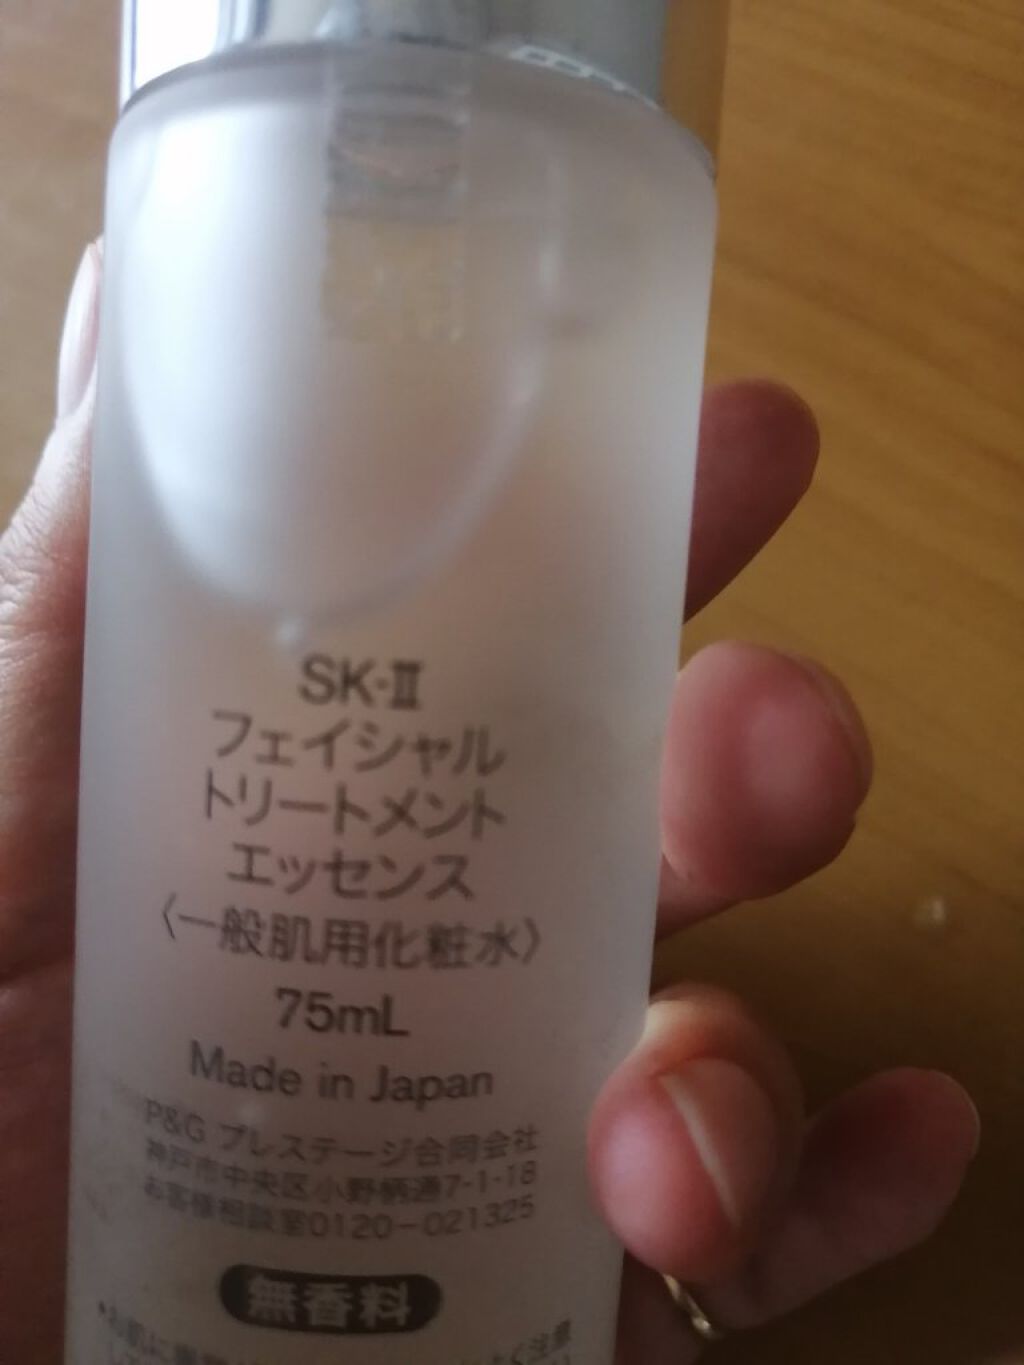 SK-Ⅱ
フェイシャル
トリートメント
エッセンス
〈一般肌用化粧水〉
75mL
Made in Japan
P&G プレステージ合同会社
神戸市中央区小野柄通7-1-18
お客様相談室0120-021325
無香料
•お肌に